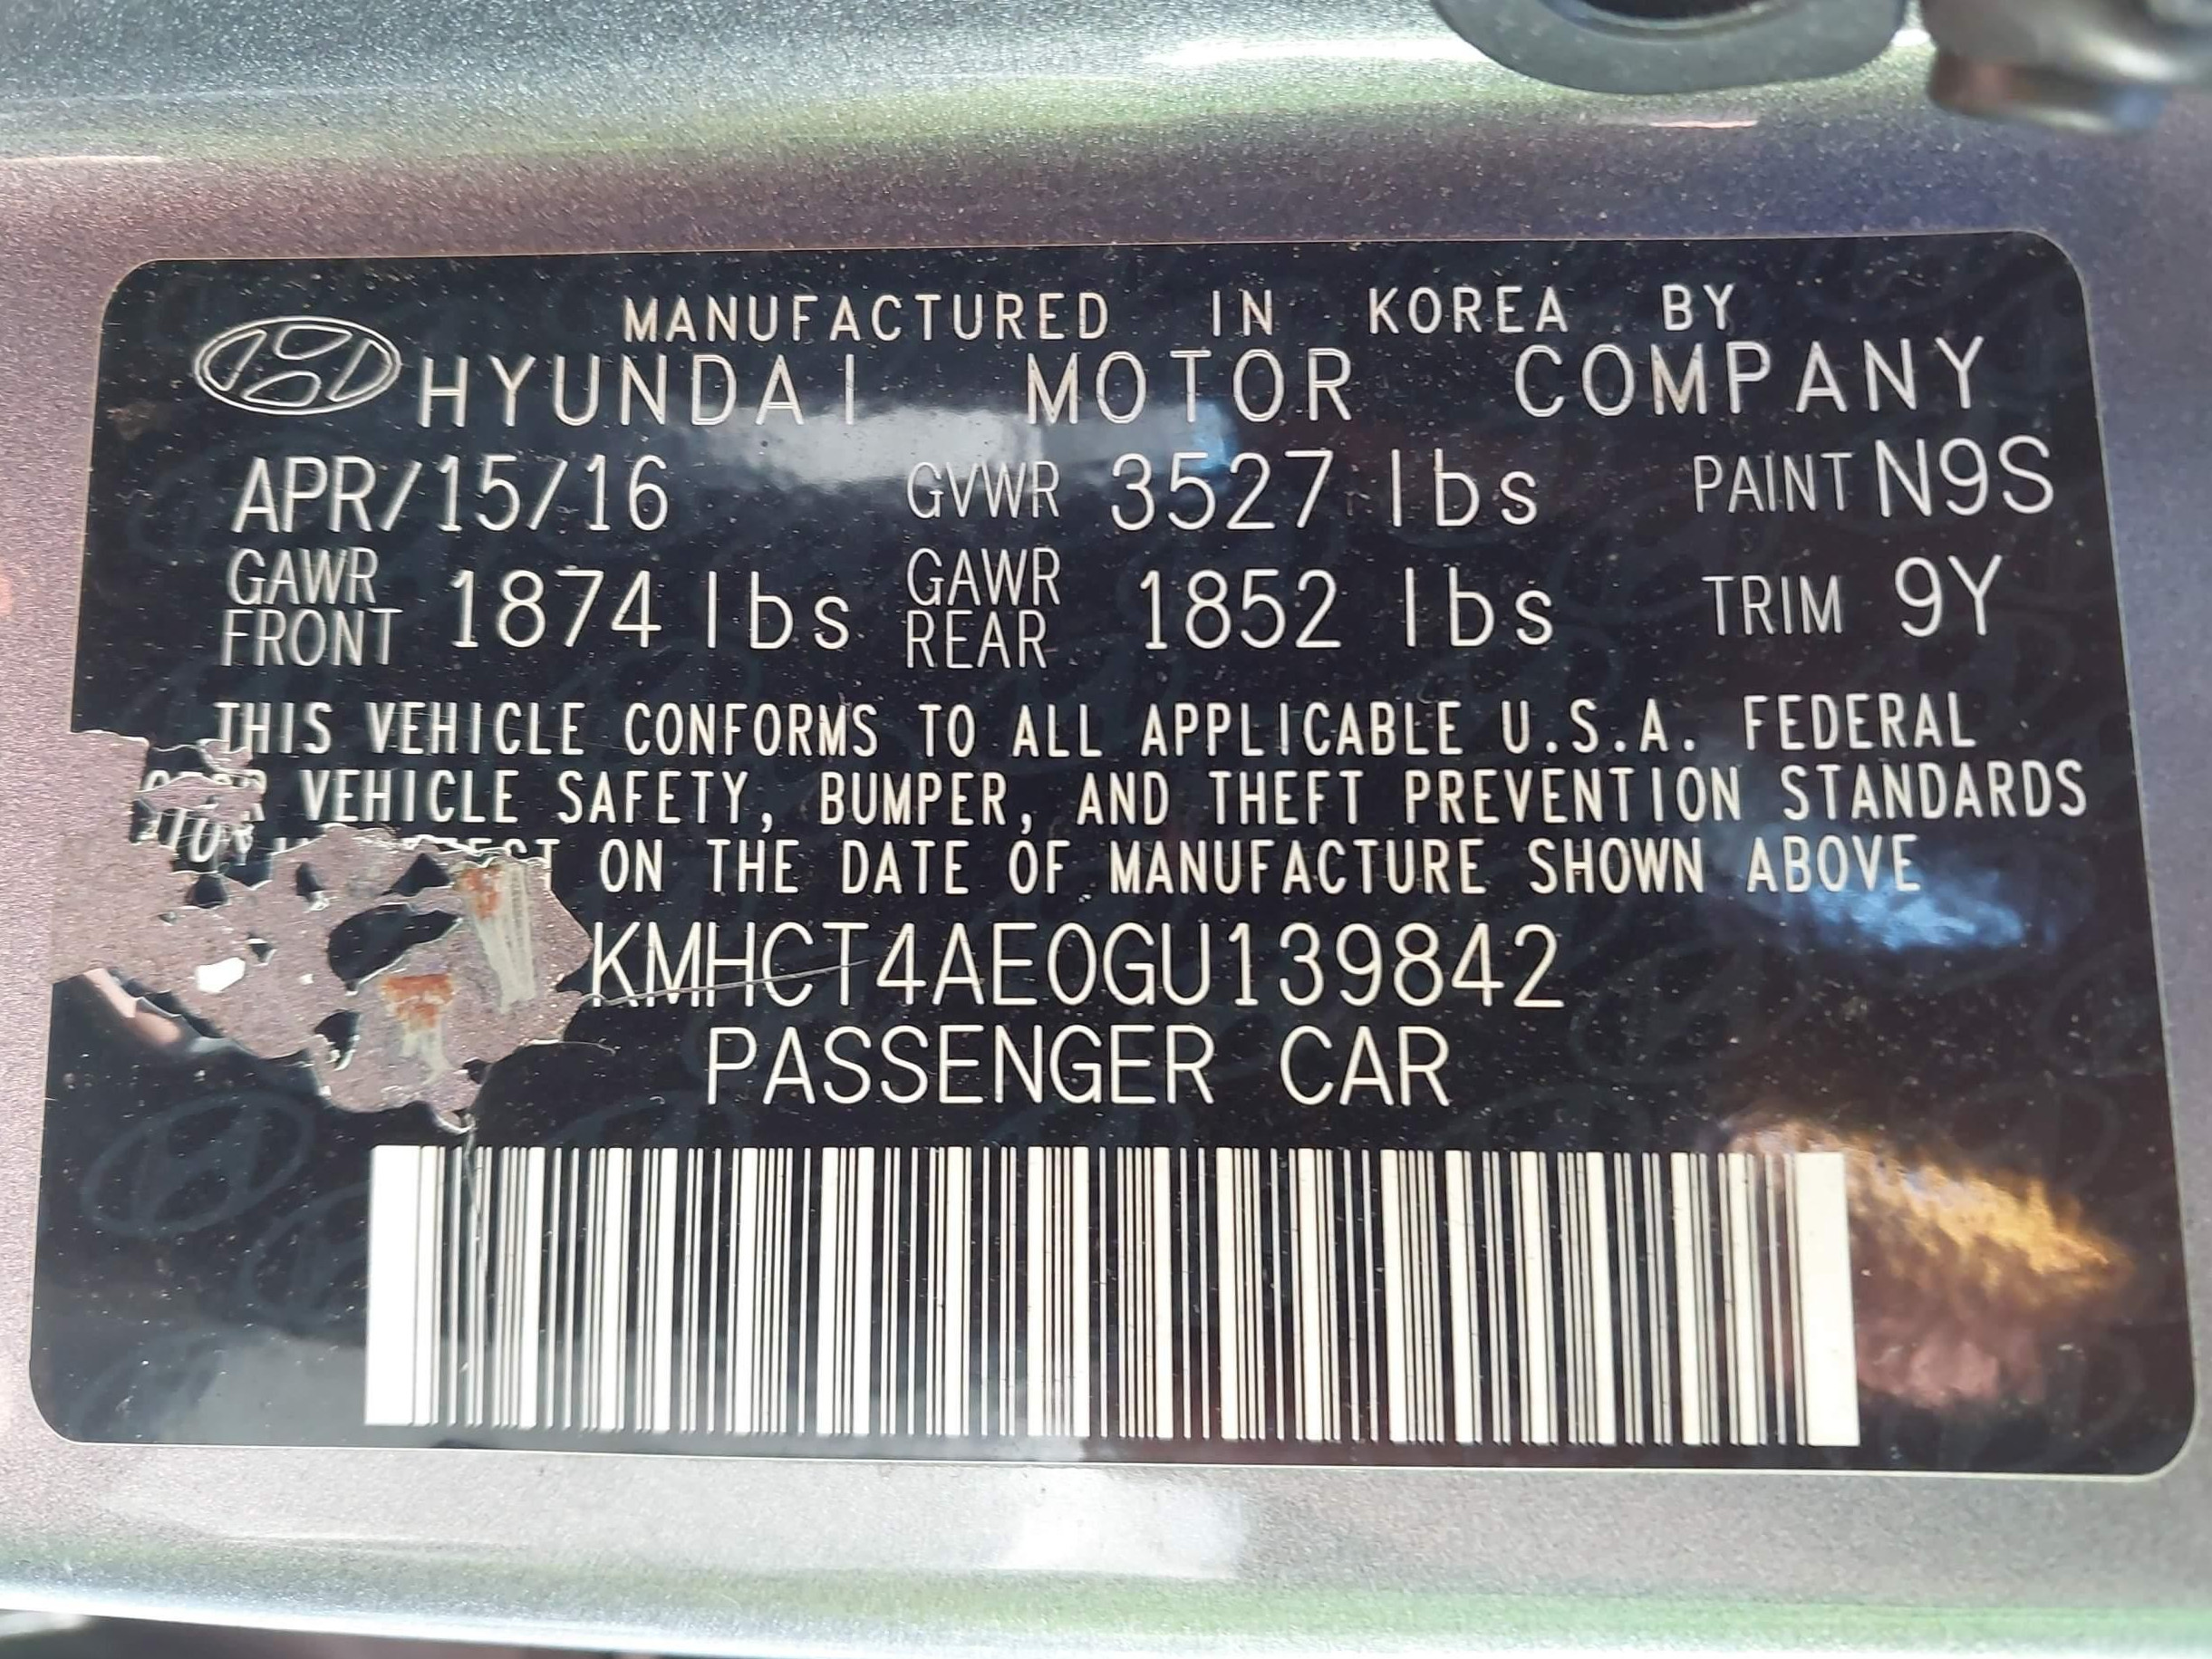 MANUFACTURED IN KOREA BY
HYUNDAI MOTOR COMPANY
APR/15/16 GVWR 3527 lbs PAINT N9S
GAWR FRONT 1874 lbs GAWR REAR 1852 lbs TRIM 9Y
THIS VEHICLE CONFORMS TO ALL APPLICABLE U.S.A. FEDERAL
VEHICLE SAFETY, BUMPER, AND THEFT PREVENTION STANDARDS
ON THE DATE OF MANUFACTURE SHOWN ABOVE
KMHCT4AE0GU139842
PASSENGER CAR